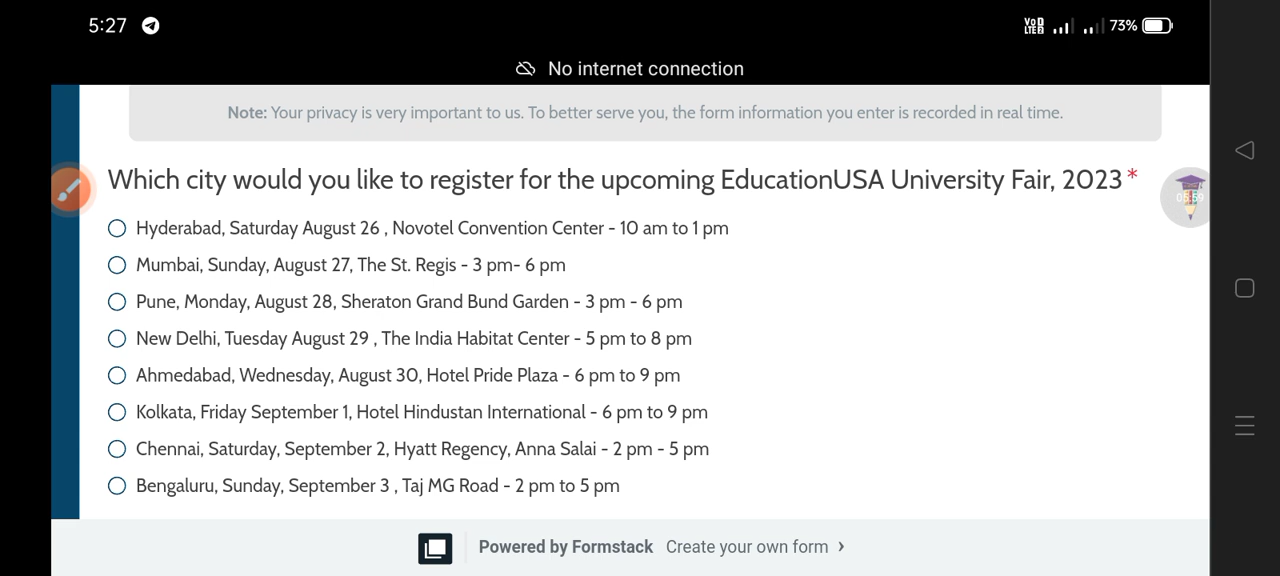 5:27
VoD LTE2 73%
No internet connection
Note: Your privacy is very important to us. To better serve you, the form information you enter is recorded in real time.
Which city would you like to register for the upcoming EducationUSA University Fair, 2023 *
05:59
Hyderabad, Saturday August 26 , Novotel Convention Center - 10 am to 1 pm
Mumbai, Sunday, August 27, The St. Regis - 3 pm- 6 pm
Pune, Monday, August 28, Sheraton Grand Bund Garden - 3 pm - 6 pm
New Delhi, Tuesday August 29 , The India Habitat Center - 5 pm to 8 pm
Ahmedabad, Wednesday, August 30, Hotel Pride Plaza - 6 pm to 9 pm
Kolkata, Friday September 1, Hotel Hindustan International - 6 pm to 9 pm
Chennai, Saturday, September 2, Hyatt Regency, Anna Salai - 2 pm - 5 pm
Bengaluru, Sunday, September 3 , Taj MG Road - 2 pm to 5 pm
Powered by Formstack Create your own form ›